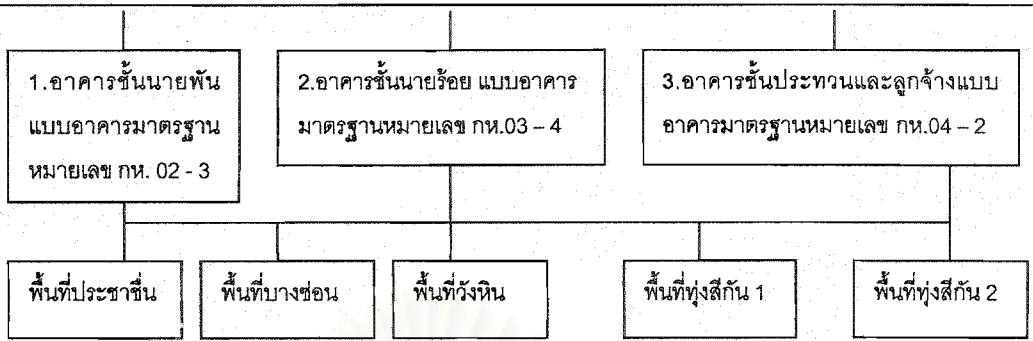 1.อาคารชั้นนายพัน
แบบอาคารมาตรฐาน
หมายเลข กห. 02 - 3
2.อาคารชั้นนายร้อย แบบอาคาร
มาตรฐานหมายเลข กห.03 – 4
3.อาคารชั้นประทวนและลูกจ้างแบบ
อาคารมาตรฐานหมายเลข กห.04 – 2
พื้นที่ประชาชื่น
พื้นที่บางซ่อน
พื้นที่วังหิน
พื้นที่ทุ่งสีกัน 1
พื้นที่ทุ่งสีกัน 2